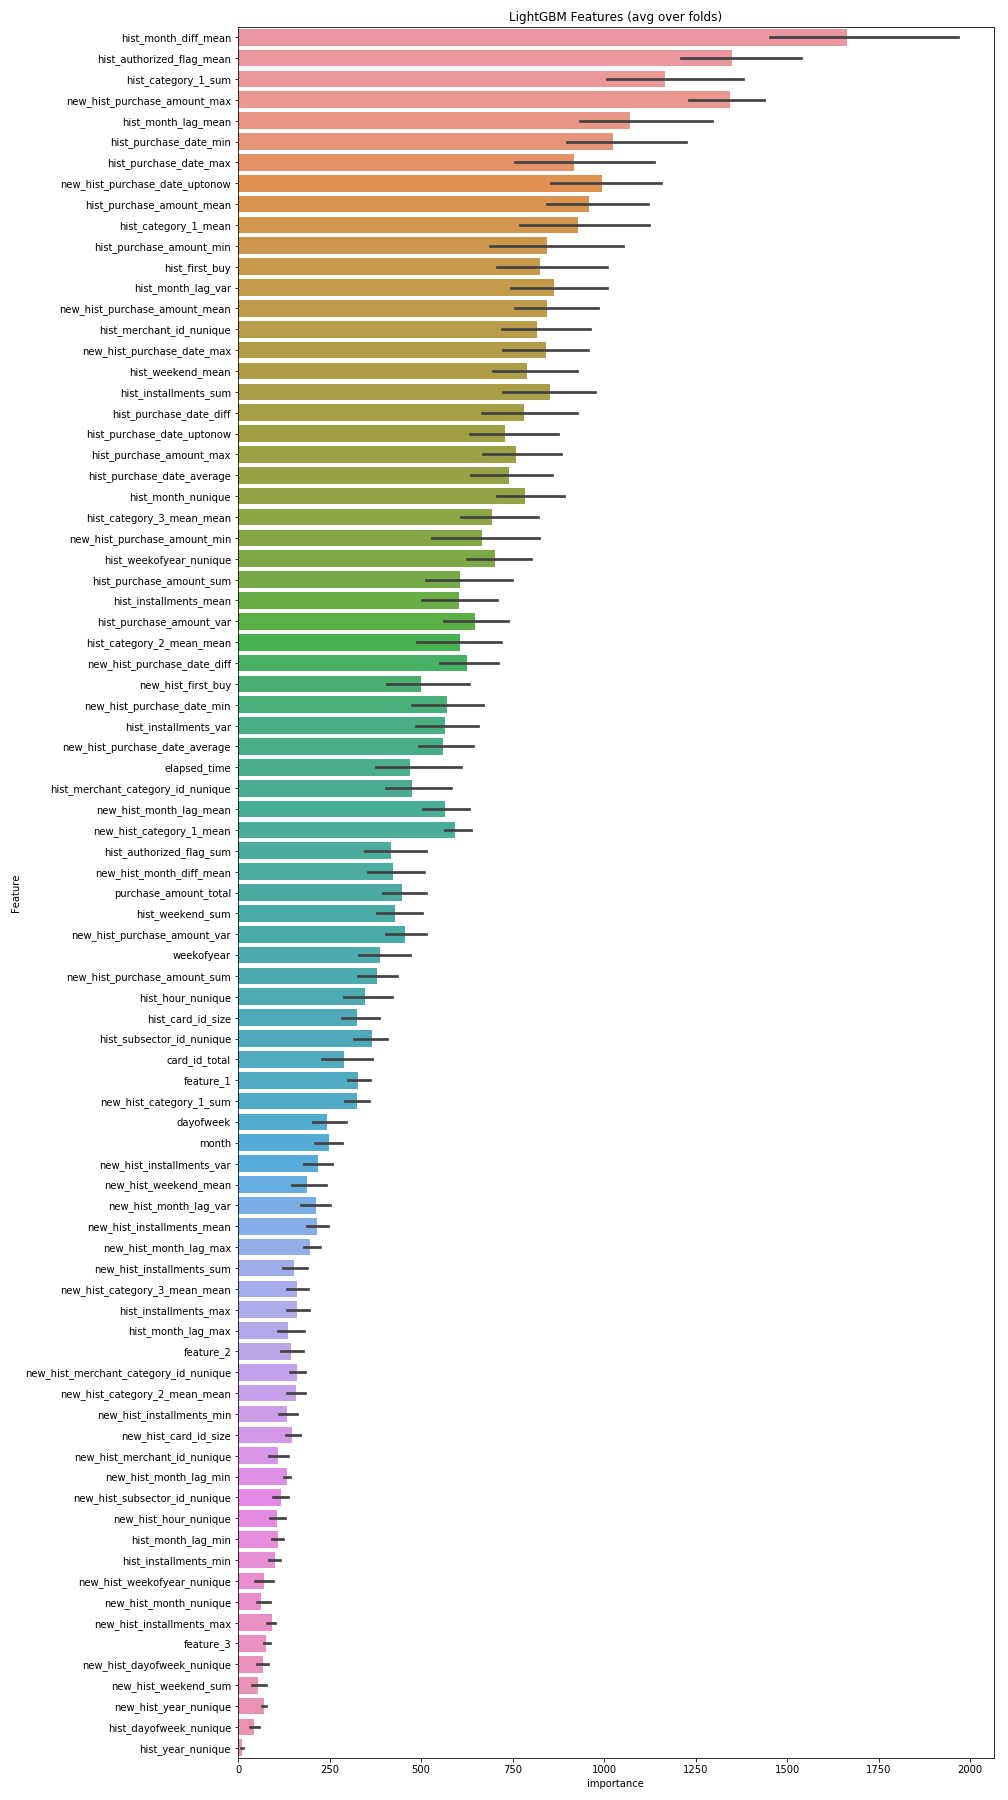 LightGBM Features (avg over folds)
hist_month_diff_mean
hist_authorized_flag_mean
hist_category_1_sum
new_hist_purchase_amount_max
hist_month_lag_mean
hist_purchase_date_min
hist_purchase_date_max
new_hist_purchase_date_uptonow
hist_purchase_amount_mean
hist_category_1_mean
hist_purchase_amount_min
hist_first_buy
hist_month_lag_var
new_hist_purchase_amount_mean
hist_merchant_id_nunique
new_hist_purchase_date_max
hist_weekend_mean
hist_installments_sum
hist_purchase_date_diff
hist_purchase_date_uptonow
hist_purchase_amount_max
hist_purchase_date_average
hist_month_nunique
hist_category_3_mean_mean
new_hist_purchase_amount_min
hist_weekofyear_nunique
hist_purchase_amount_sum
hist_installments_mean
hist_purchase_amount_var
hist_category_2_mean_mean
new_hist_purchase_date_diff
new_hist_first_buy
new_hist_purchase_date_min
hist_installments_var
new_hist_purchase_date_average
elapsed_time
hist_merchant_category_id_nunique
new_hist_month_lag_mean
new_hist_category_1_mean
hist_authorized_flag_sum
new_hist_month_diff_mean
purchase_amount_total
hist_weekend_sum
new_hist_purchase_amount_var
weekofyear
new_hist_purchase_amount_sum
hist_hour_nunique
hist_card_id_size
hist_subsector_id_nunique
card_id_total
feature_1
new_hist_category_1_sum
dayofweek
month
new_hist_installments_var
new_hist_weekend_mean
new_hist_month_lag_var
new_hist_installments_mean
new_hist_month_lag_max
new_hist_installments_sum
new_hist_category_3_mean_mean
hist_installments_max
hist_month_lag_max
feature_2
new_hist_merchant_category_id_nunique
new_hist_category_2_mean_mean
new_hist_installments_min
new_hist_card_id_size
new_hist_merchant_id_nunique
new_hist_month_lag_min
new_hist_subsector_id_nunique
new_hist_hour_nunique
hist_month_lag_min
hist_installments_min
new_hist_weekofyear_nunique
new_hist_month_nunique
new_hist_installments_max
feature_3
new_hist_dayofweek_nunique
new_hist_weekend_sum
new_hist_year_nunique
hist_dayofweek_nunique
hist_year_nunique
Feature
0 250 500 750 1000 1250 1500 1750 2000
importance